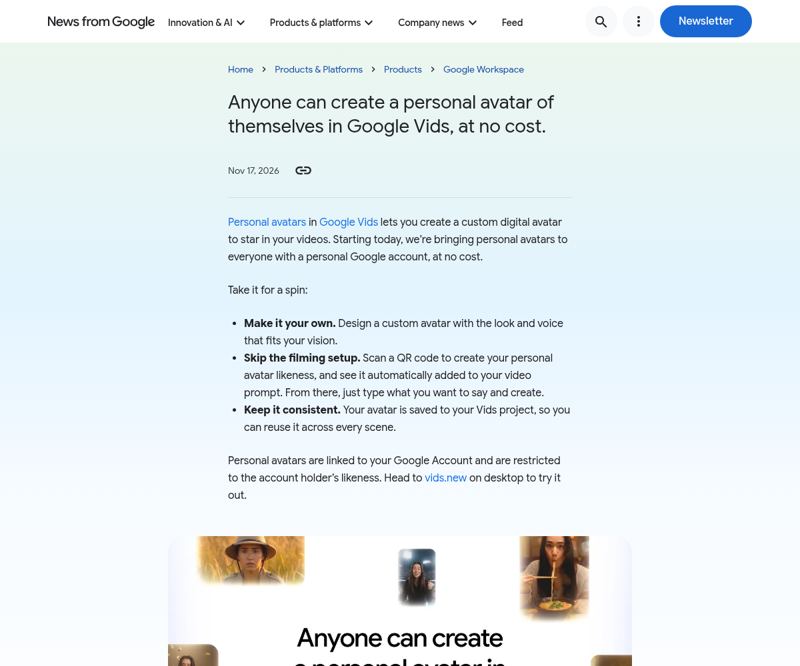 News from Google
Innovation & AI
Products & platforms
Company news
Feed
Newsletter
Home > Products & Platforms > Products > Google Workspace
Anyone can create a personal avatar of
themselves in Google Vids, at no cost.
Nov 17, 2026
Personal avatars in Google Vids lets you create a custom digital avatar
to star in your videos. Starting today, we're bringing personal avatars to
everyone with a personal Google account, at no cost.
Take it for a spin:
• Make it your own. Design a custom avatar with the look and voice
that fits your vision.
• Skip the filming setup. Scan a QR code to create your personal
avatar likeness, and see it automatically added to your video
prompt. From there, just type what you want to say and create.
• Keep it consistent. Your avatar is saved to your Vids project, so you
can reuse it across every scene.
Personal avatars are linked to your Google Account and are restricted
to the account holder's likeness. Head to vids.new on desktop to try it
out.
Anyone can create
a personal avatar in